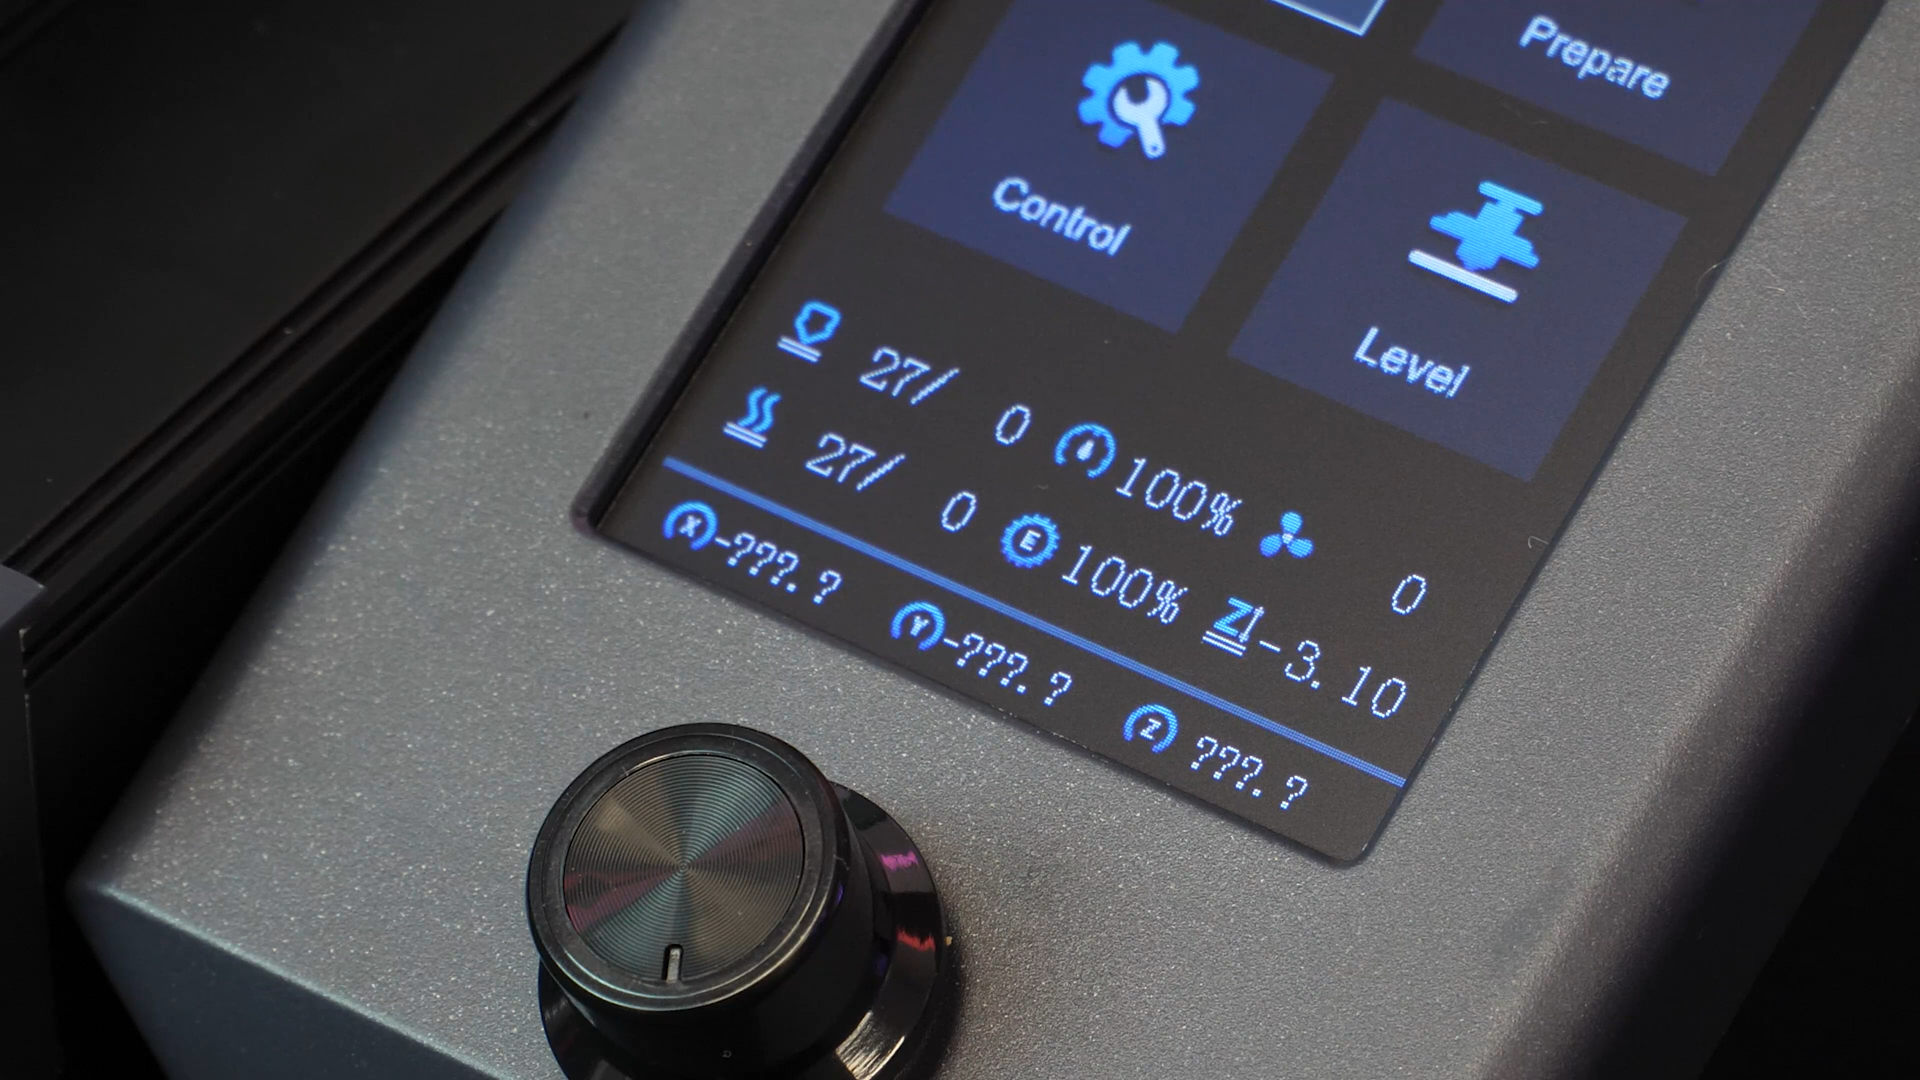 Prepare
Control
Level
27/ 0 100% 0
27/ 0 E 100% Z -3.10
X -???.? Y -???.? Z ???.?